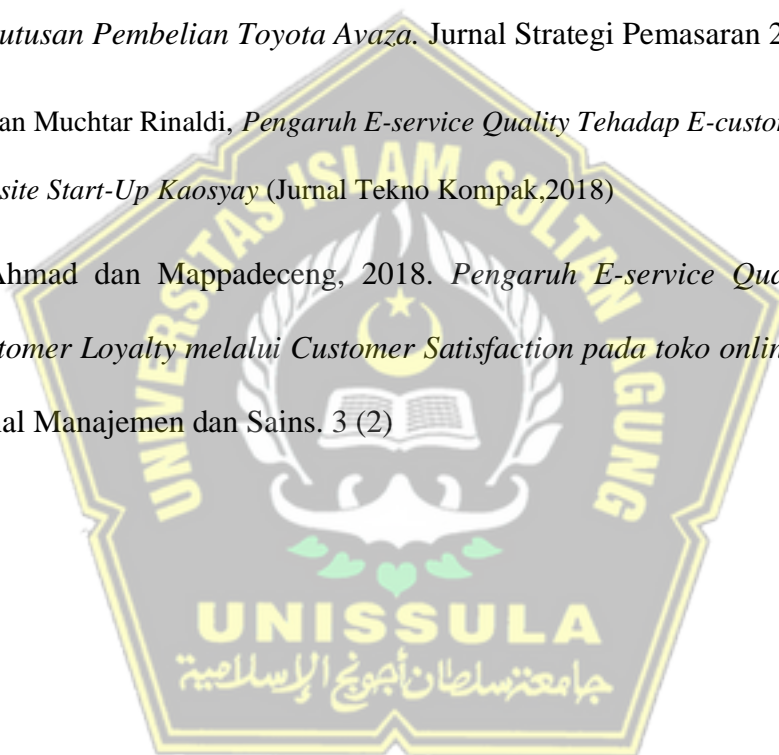 utusan Pembelian Toyota Avaza. Jurnal Strategi Pemasaran 2
an Muchtar Rinaldi, Pengaruh E-service Quality Tehadap E-custo
site Start-Up Kaosyay (Jurnal Tekno Kompak,2018)
Ahmad dan Mappadeceng, 2018. Pengaruh E-service Qua
tomer Loyalty melalui Customer Satisfaction pada toko onlin
al Manajemen dan Sains. 3 (2)
UNIVERSITAS ISLAM SULTAN AGUNG
UNISSULA
جامعة سلطان أجونج الإسلامية